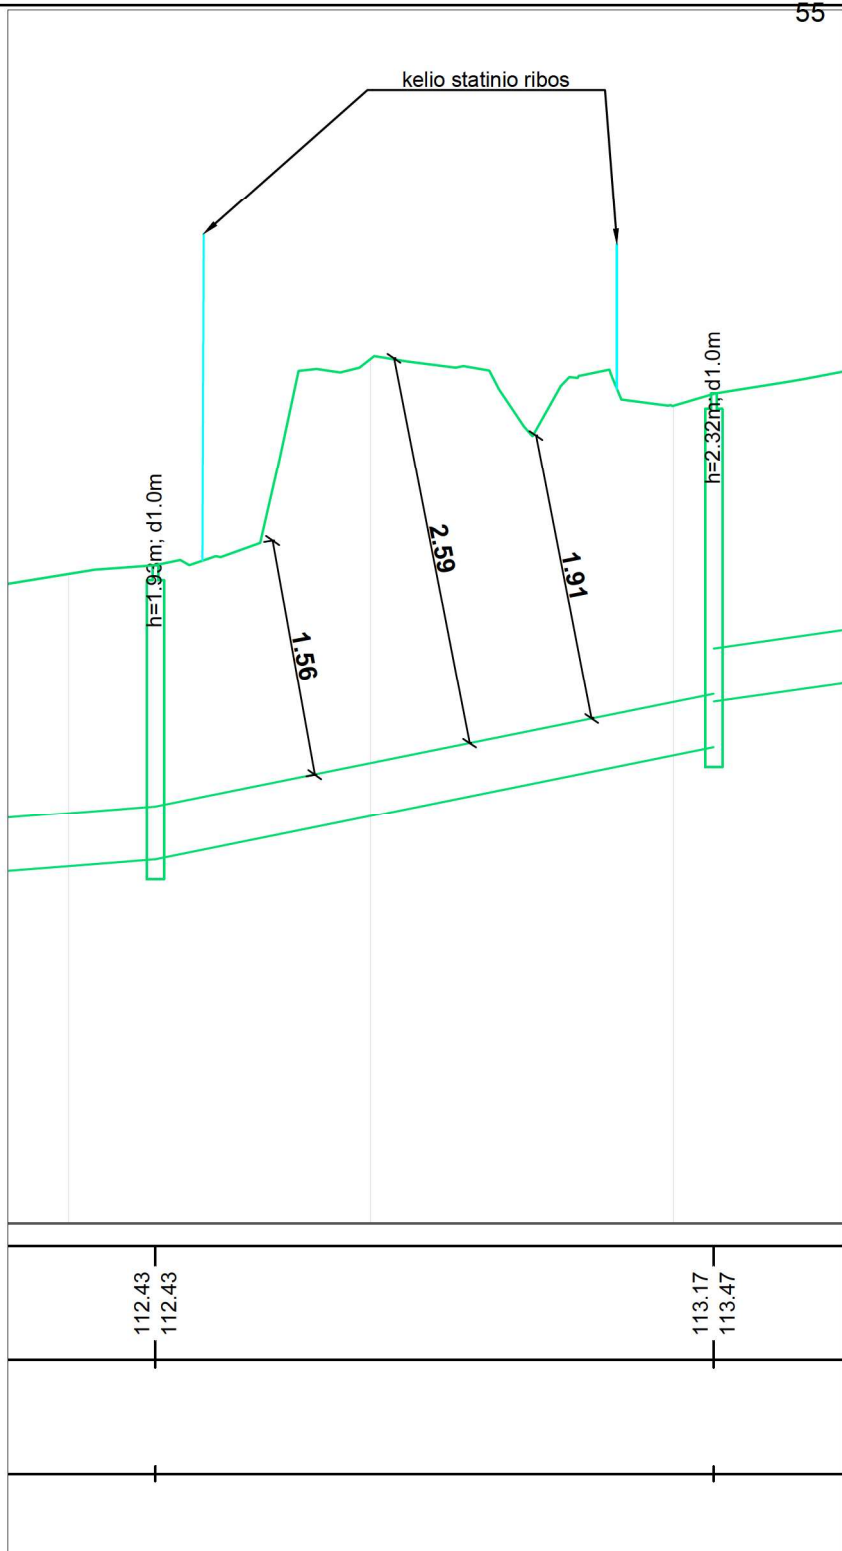 55
kelio statinio ribos
h=1.93m; d1.0m
h=2.32m; d1.0m
1.56
2.59
1.91
112.43
112.43
113.17
113.47